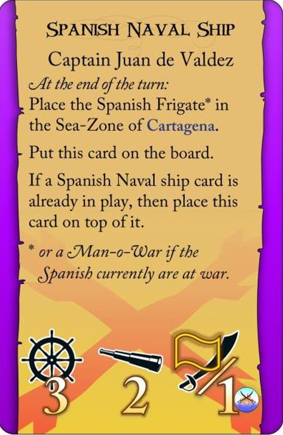 Spanish Naval Ship
Captain Juan de Valdez
At the end of the turn:
Place the Spanish Frigate* in
the Sea-Zone of Cartagena.
Put this card on the board.
If a Spanish Naval ship card is
already in play, then place this
card on top of it.
* or a Man-o-War if the
Spanish currently are at war.
3 2 /1